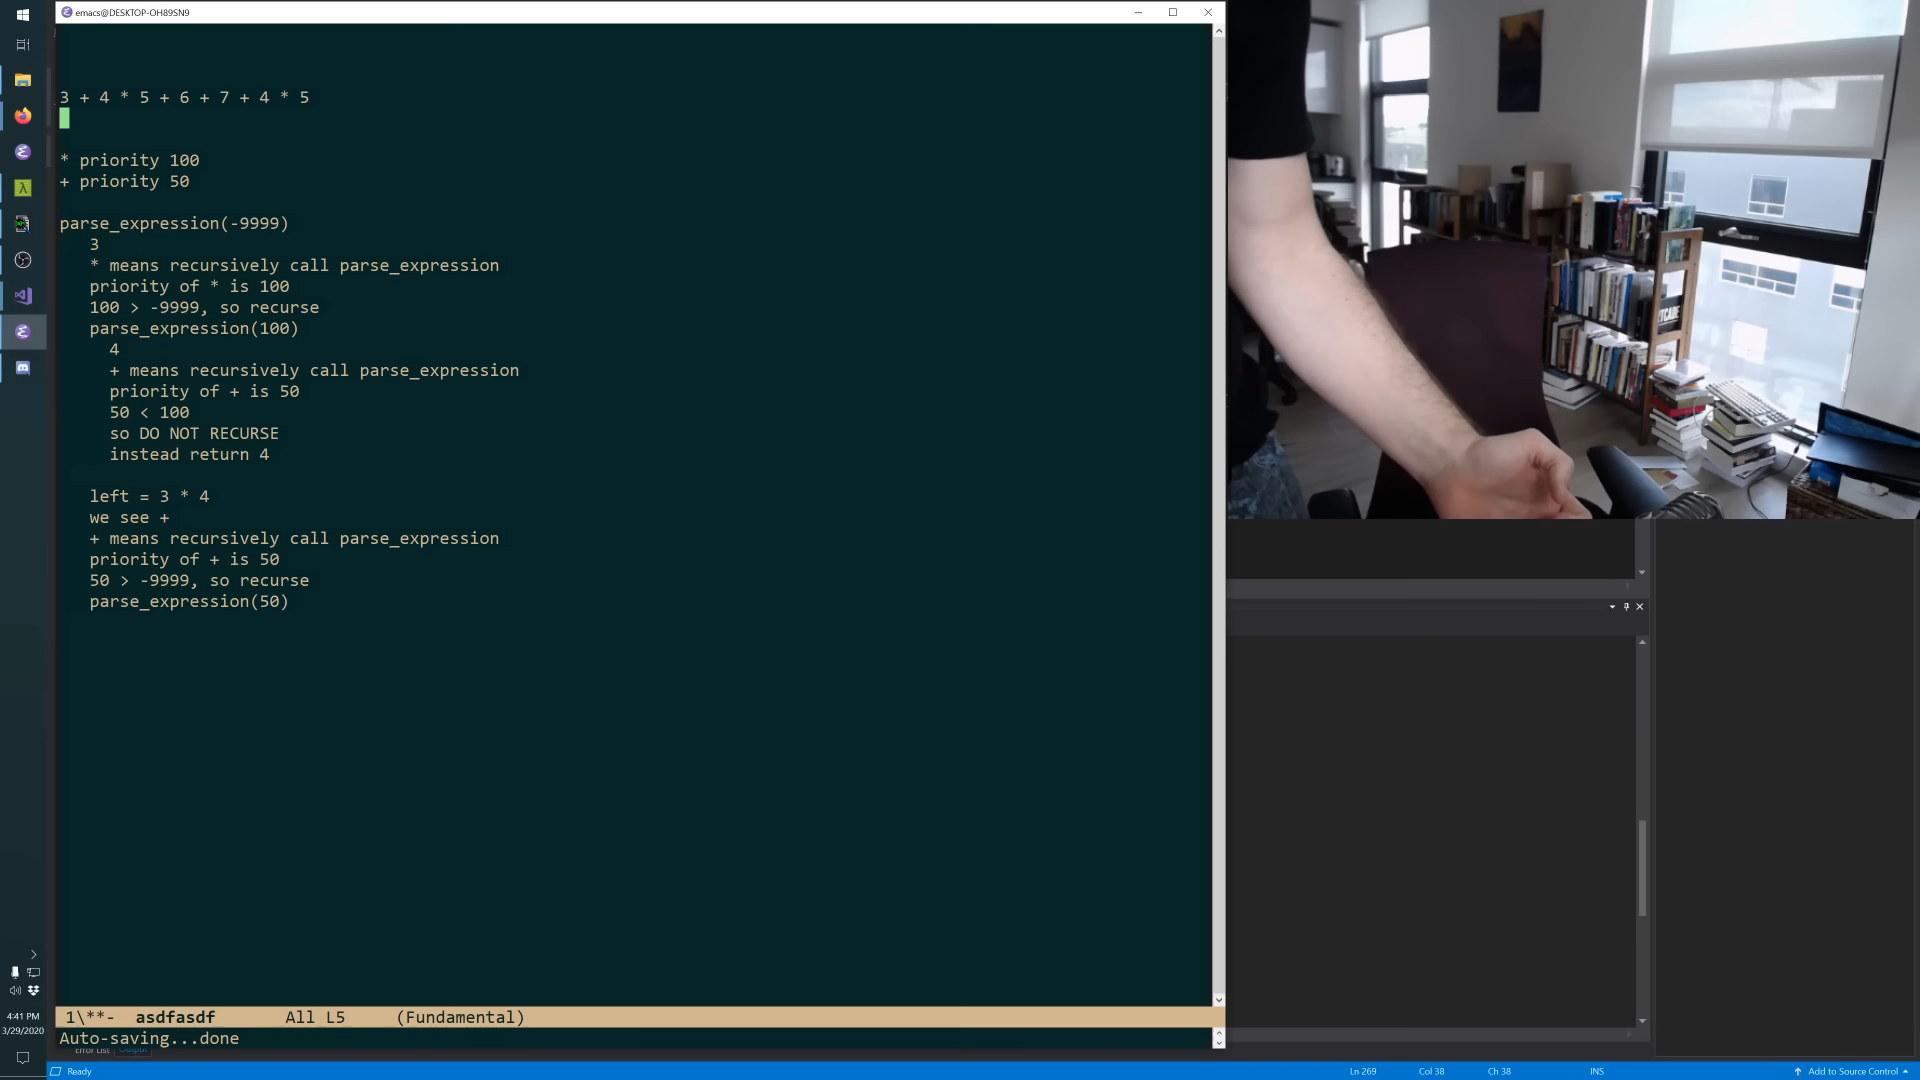 emacs@DESKTOP-OH89SN9
3 + 4 * 5 + 6 + 7 + 4 * 5
* priority 100
+ priority 50
parse_expression(-9999)
3
* means recursively call parse_expression
priority of * is 100
100 > -9999, so recurse
parse_expression(100)
4
+ means recursively call parse_expression
priority of + is 50
50 < 100
so DO NOT RECURSE
instead return 4
left = 3 * 4
we see +
+ means recursively call parse_expression
priority of + is 50
50 > -9999, so recurse
parse_expression(50)
1\**-  asdfasdf  All L5  (Fundamental)
Auto-saving...done
Error List  Output
4:41 PM
3/29/2020
Ready  Ln 269  Col 38  Ch 38  INS  Add to Source Control